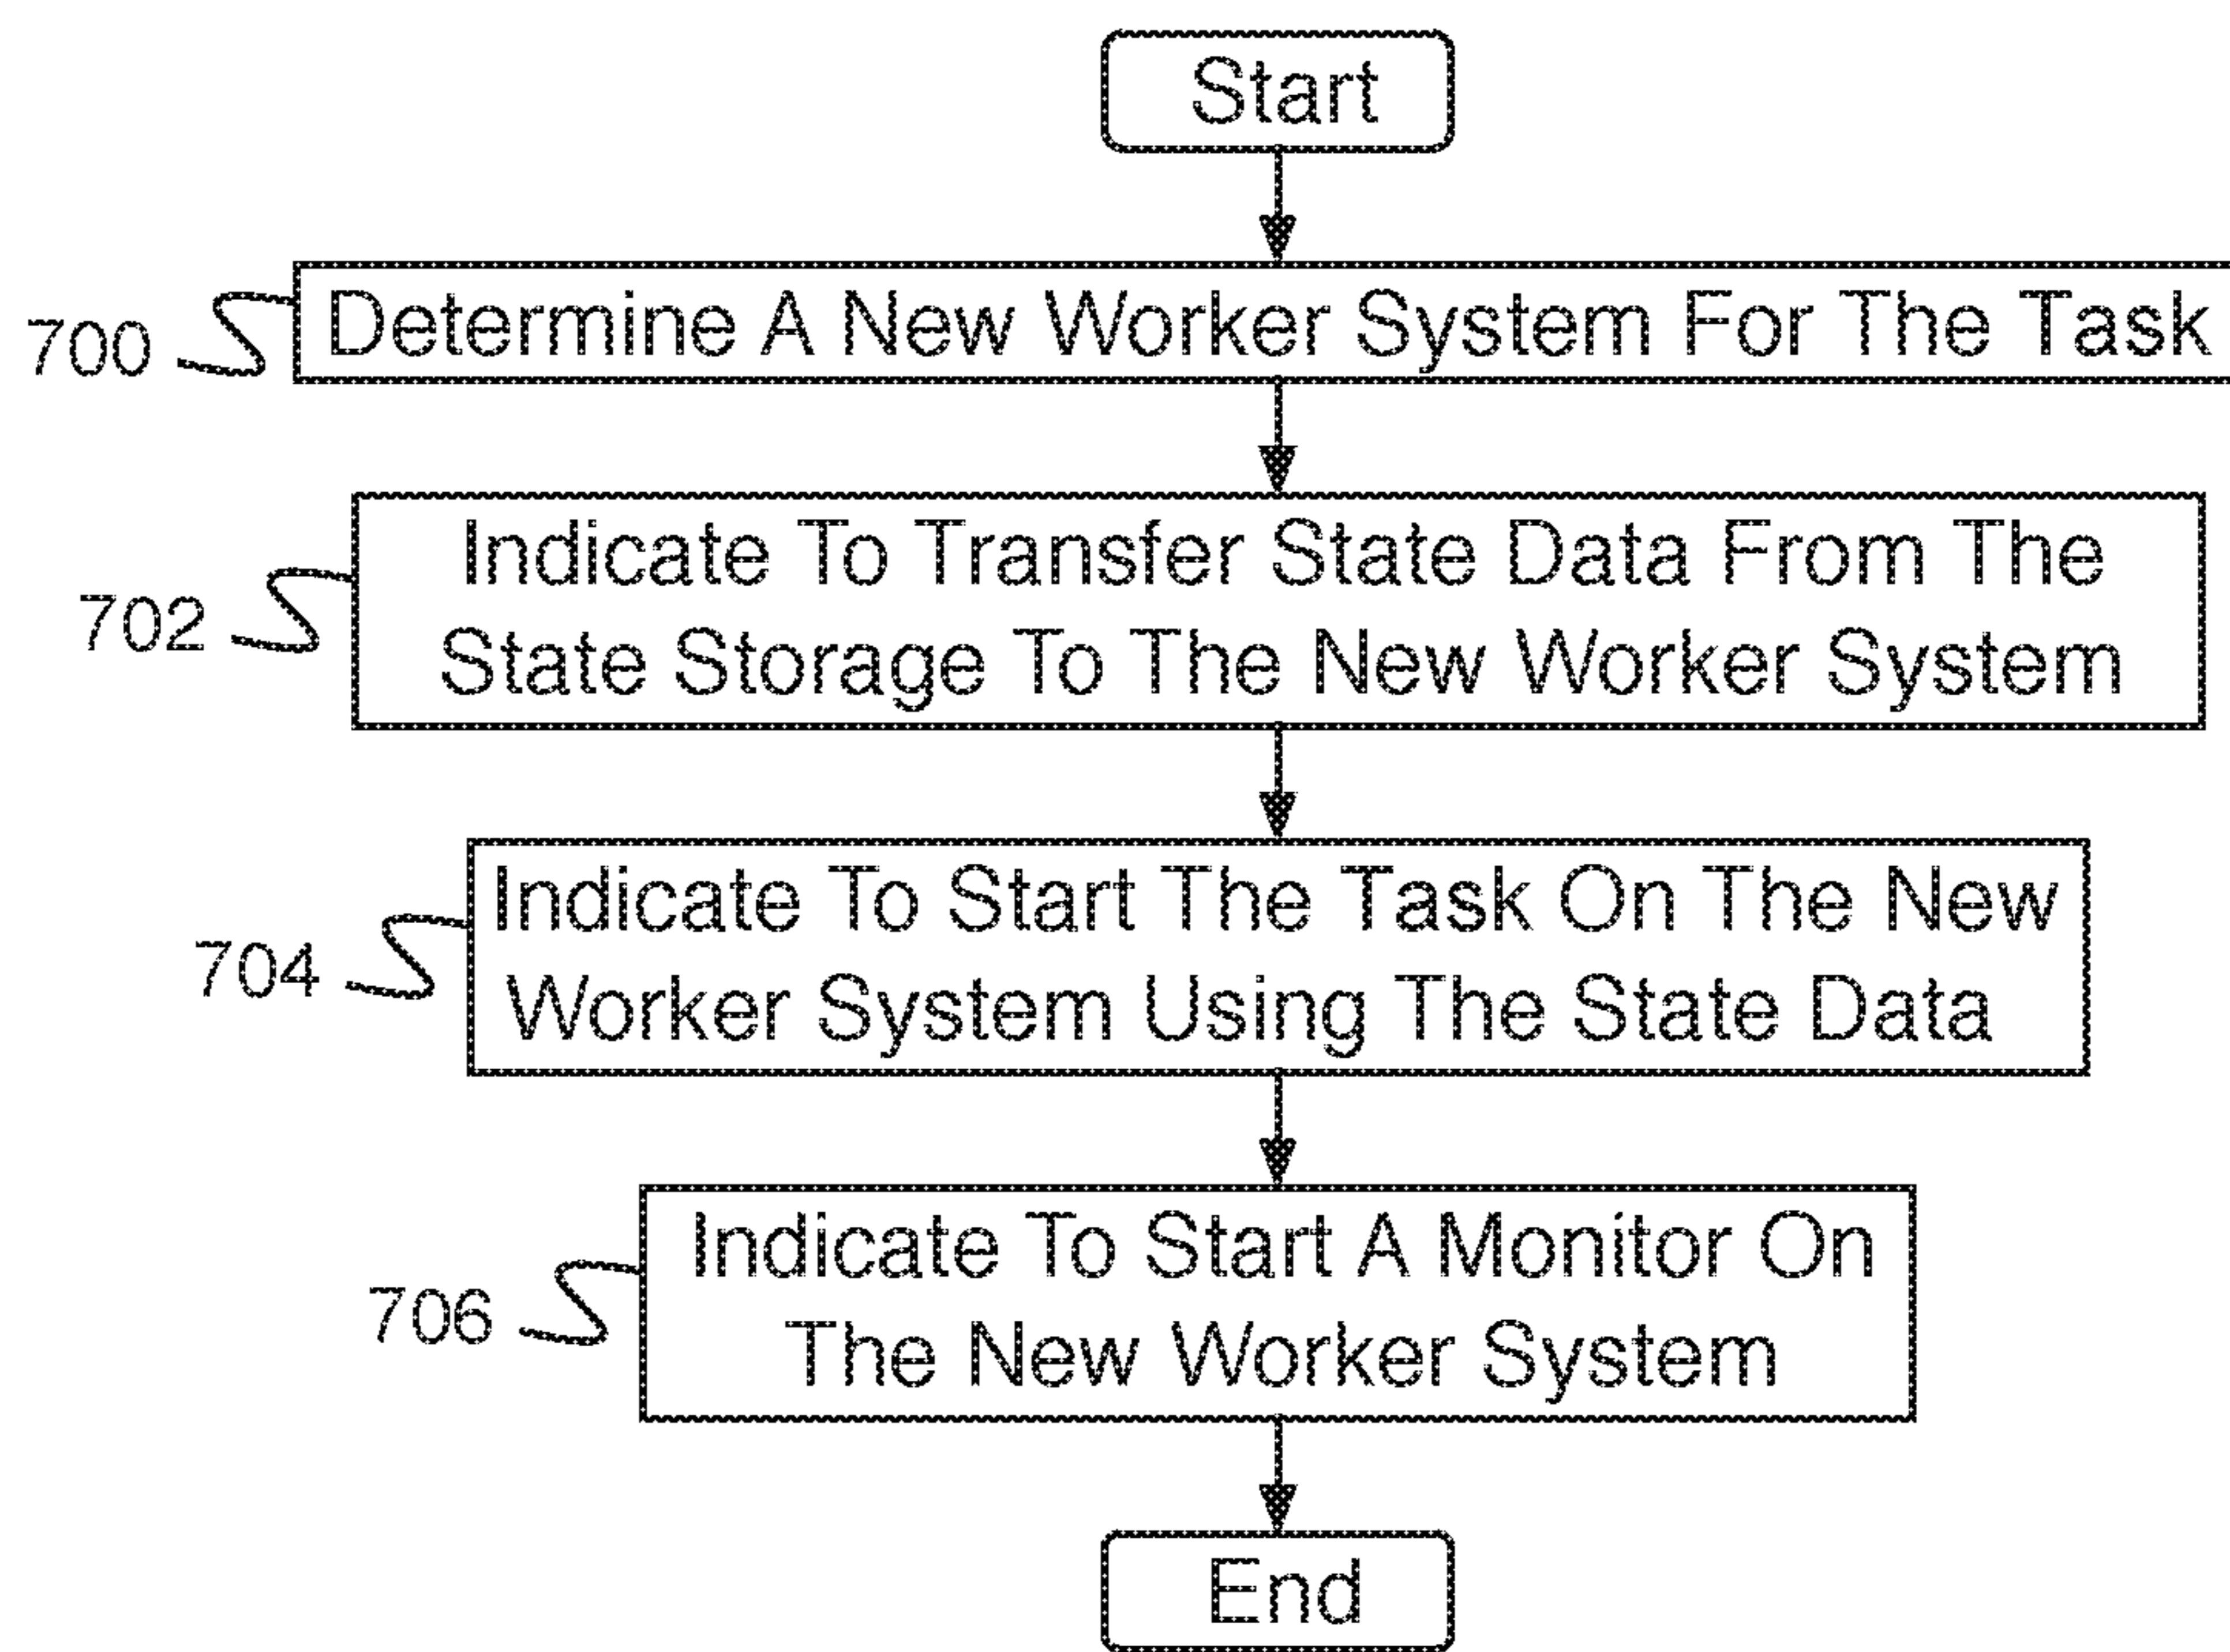 Start
700
Determine A New Worker System For The Task
702
Indicate To Transfer State Data From The
State Storage To The New Worker System
704
Indicate To Start The Task On The New
Worker System Using The State Data
706
Indicate To Start A Monitor On
The New Worker System
End